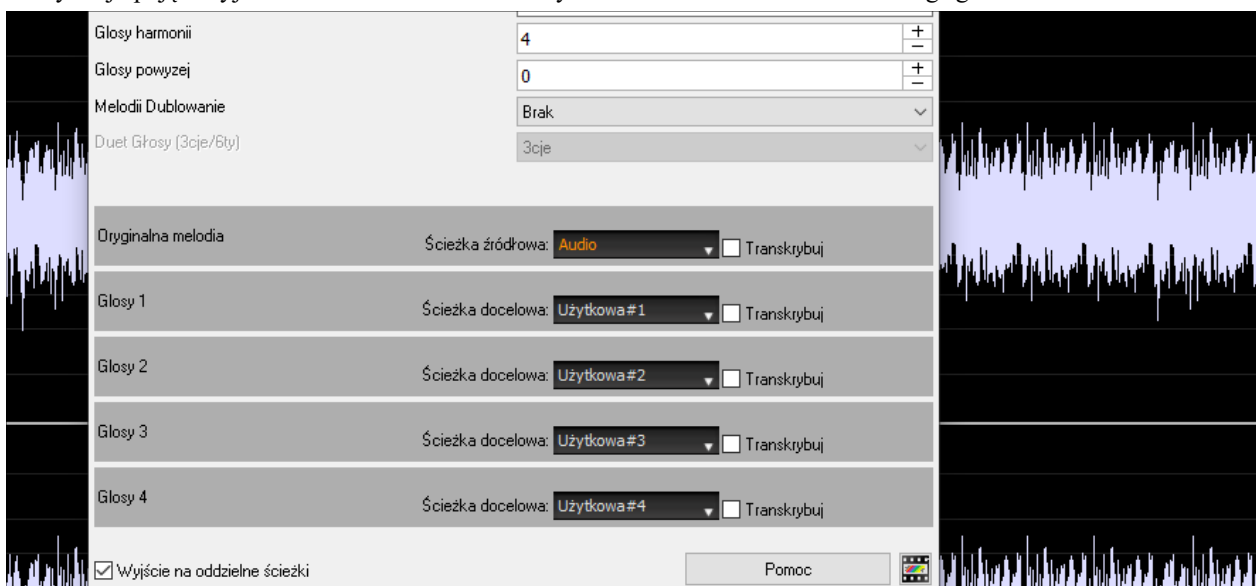 Glosy harmonii 4 + −
Glosy powyzej 0 + −
Melodii Dublowanie Brak
Duet Głosy (3cje/6ty) 3cje
Oryginalna melodia Ścieżka źródłowa: Audio Transkrybuj
Glosy 1 Ścieżka docelowa: Użytkowa#1 Transkrybuj
Glosy 2 Ścieżka docelowa: Użytkowa#2 Transkrybuj
Glosy 3 Ścieżka docelowa: Użytkowa#3 Transkrybuj
Glosy 4 Ścieżka docelowa: Użytkowa#4 Transkrybuj
Wyjście na oddzielne ścieżki Pomoc